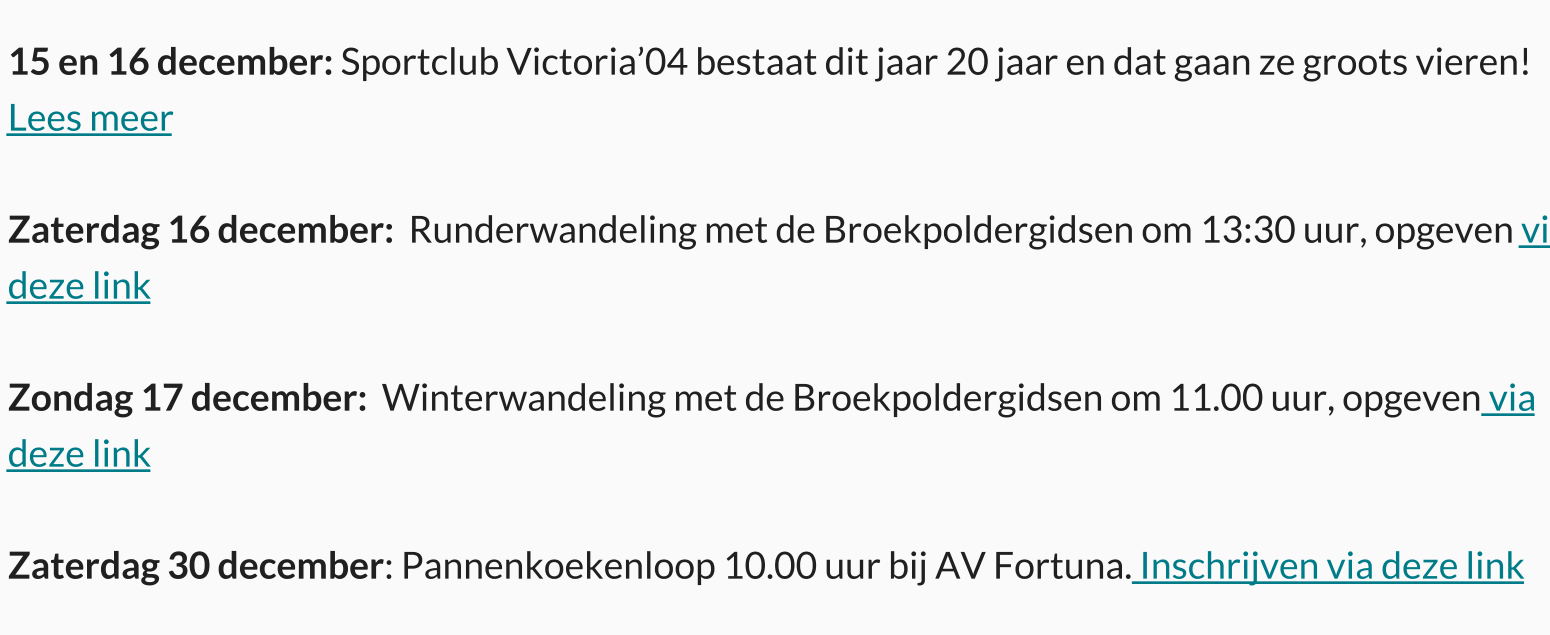 15 en 16 december: Sportclub Victoria’04 bestaat dit jaar 20 jaar en dat gaan ze groots vieren!
Lees meer
Zaterdag 16 december:  Runderwandeling met de Broekpoldergidsen om 13:30 uur, opgeven vi
deze link
Zondag 17 december:  Winterwandeling met de Broekpoldergidsen om 11.00 uur, opgeven via
deze link
Zaterdag 30 december: Pannenkoekenloop 10.00 uur bij AV Fortuna. Inschrijven via deze link